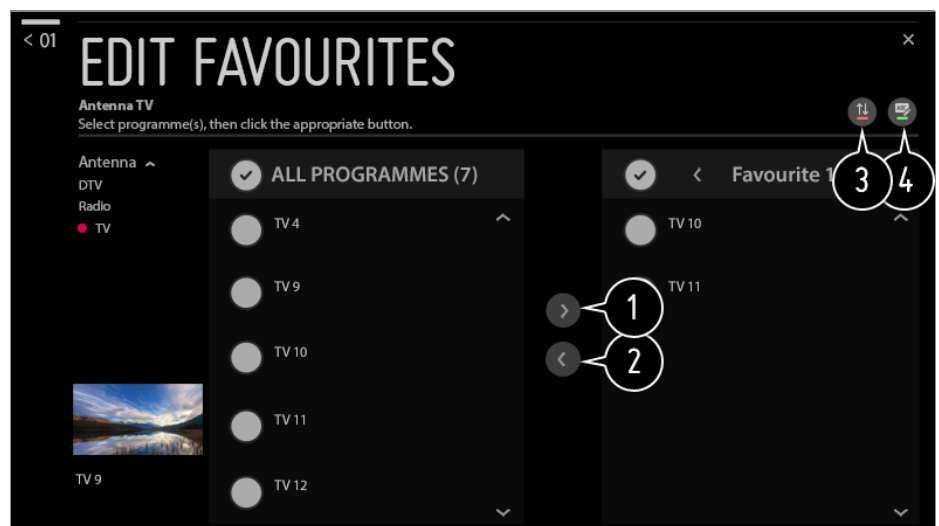 < 01
EDIT FAVOURITES
Antenna TV
Select programme(s), then click the appropriate button.
Antenna
DTV
Radio
TV
TV 9
ALL PROGRAMMES (7)
TV 4
TV 9
TV 10
TV 11
TV 12
Favourite 1
TV 10
TV 11
1
2
3
4
ABC